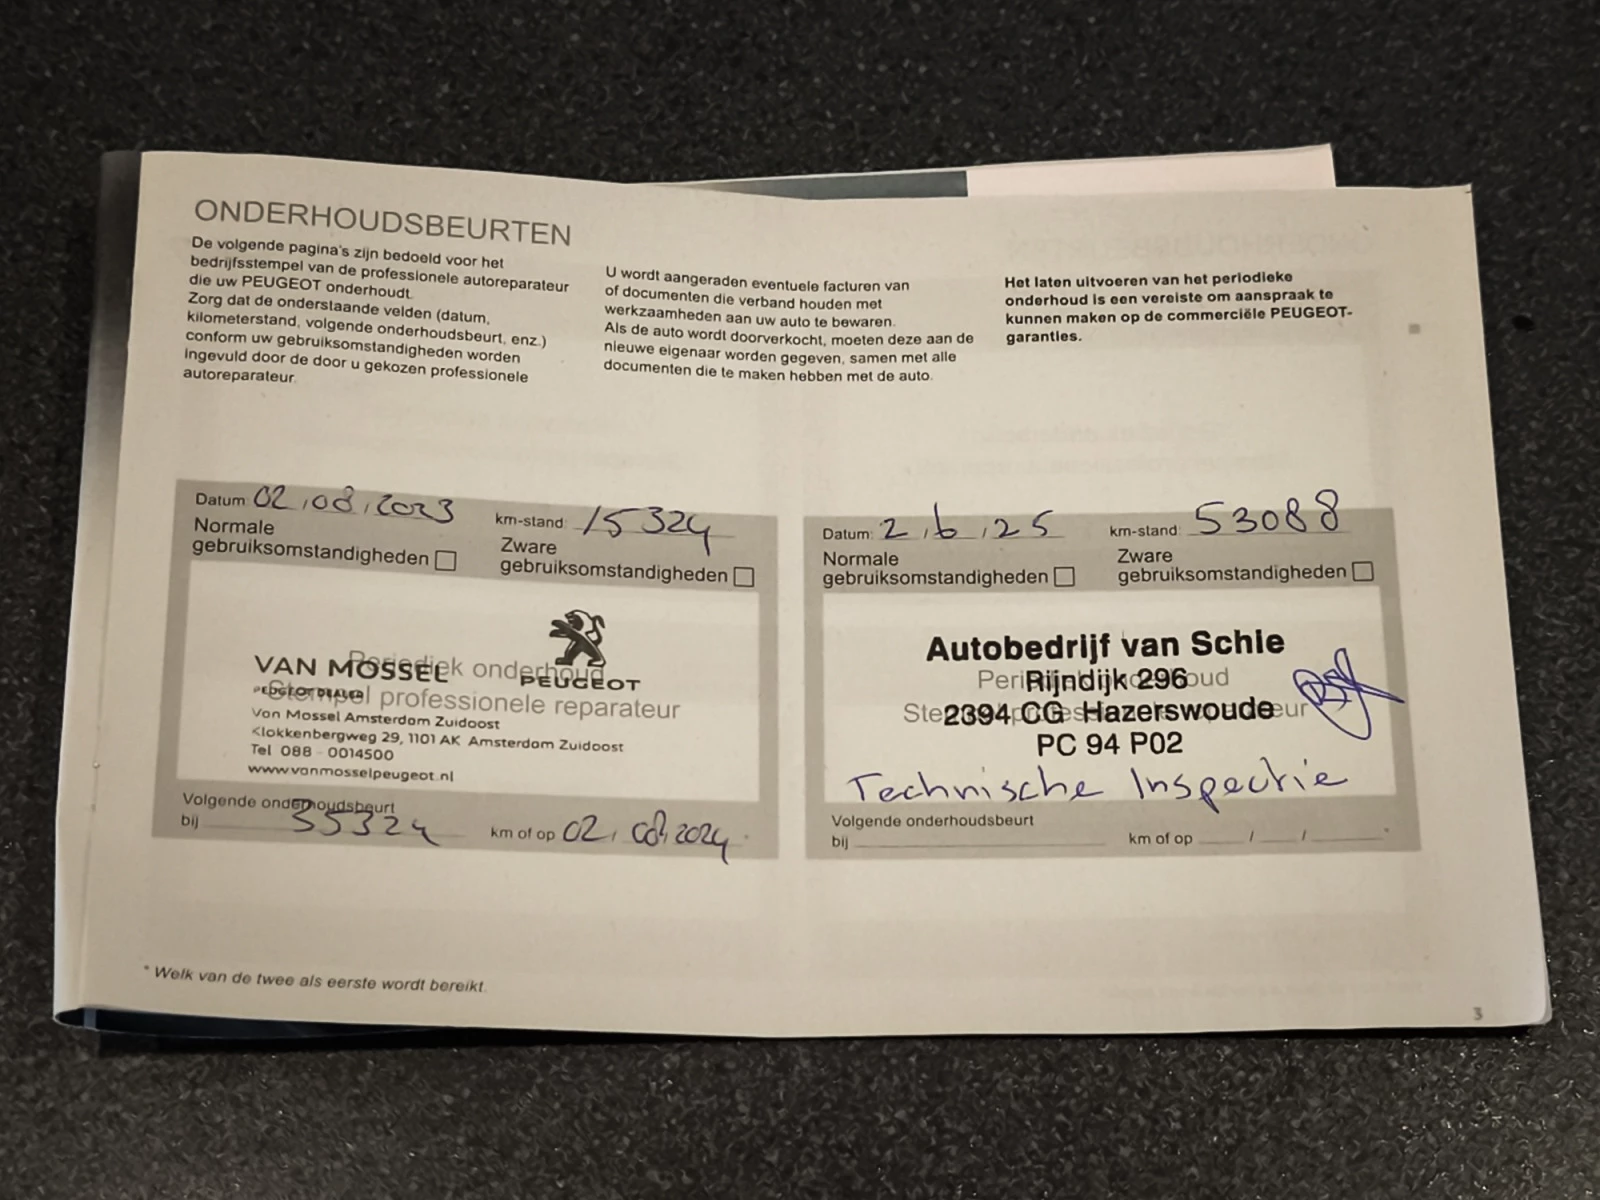 ONDERHOUDSBEURTEN
De volgende pagina's zijn bedoeld voor het
bedrijfsstempel van de professionele autoreparateur
die uw PEUGEOT onderhoudt.
Zorg dat de onderstaande velden (datum,
kilometerstand, volgende onderhoudsbeurt, enz.)
conform uw gebruiksomstandigheden worden
ingevuld door de door u gekozen professionele
autoreparateur.
U wordt aangeraden eventuele facturen van
of documenten die verband houden met
werkzaamheden aan uw auto te bewaren.
Als de auto wordt doorverkocht, moeten deze aan de
nieuwe eigenaar worden gegeven, samen met alle
documenten die te maken hebben met de auto.
Het laten uitvoeren van het periodieke
onderhoud is een vereiste om aanspraak te
kunnen maken op de commerciële PEUGEOT-
garanties.
Datum: 02 / 08 / 2023 km-stand: 15324
Normale
gebruiksomstandigheden
Zware
gebruiksomstandigheden
Periodiek onderhoud
Stempel professionele reparateur
VAN MOSSEL
PEUGEOT DEALER
PEUGEOT
Van Mossel Amsterdam Zuidoost
Klokkenbergweg 29, 1101 AK Amsterdam Zuidoost
Tel 088 - 0014500
www.vanmosselpeugeot.nl
Volgende onderhoudsbeurt
bij 35324 km of op 02 / 08 / 2024 *
Datum: 2 / 6 / 25 km-stand: 53088
Normale
gebruiksomstandigheden
Zware
gebruiksomstandigheden
Periodiek onderhoud
Stempel professionele reparateur
Autobedrijf van Schie
Rijndijk 296
2394 CG Hazerswoude
PC 94 P02
Technische Inspectie
Volgende onderhoudsbeurt
bij km of op / / *
* Welk van de twee als eerste wordt bereikt.
3